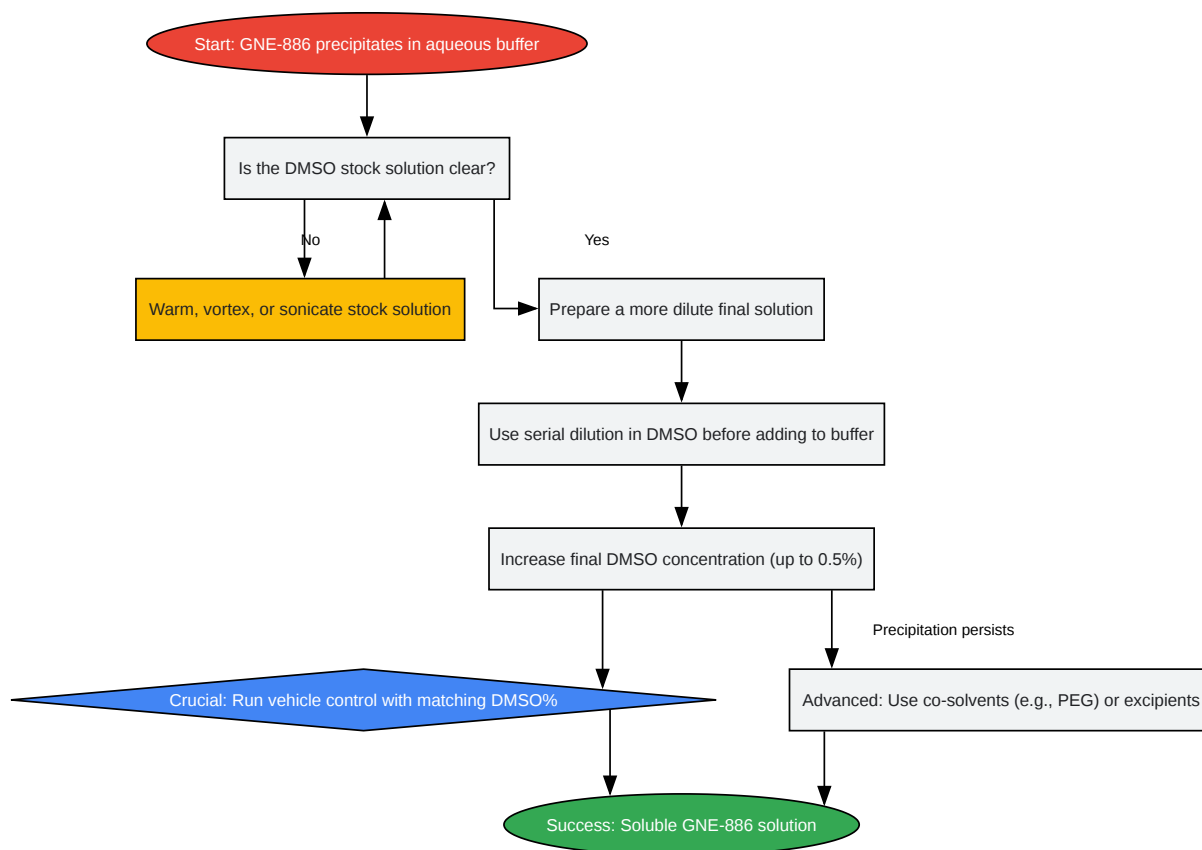 Start: GNE-886 precipitates in aqueous buffer
Is the DMSO stock solution clear?
No
Yes
Warm, vortex, or sonicate stock solution
Prepare a more dilute final solution
Use serial dilution in DMSO before adding to buffer
Increase final DMSO concentration (up to 0.5%)
Precipitation persists
Crucial: Run vehicle control with matching DMSO%
Advanced: Use co-solvents (e.g., PEG) or excipients
Success: Soluble GNE-886 solution